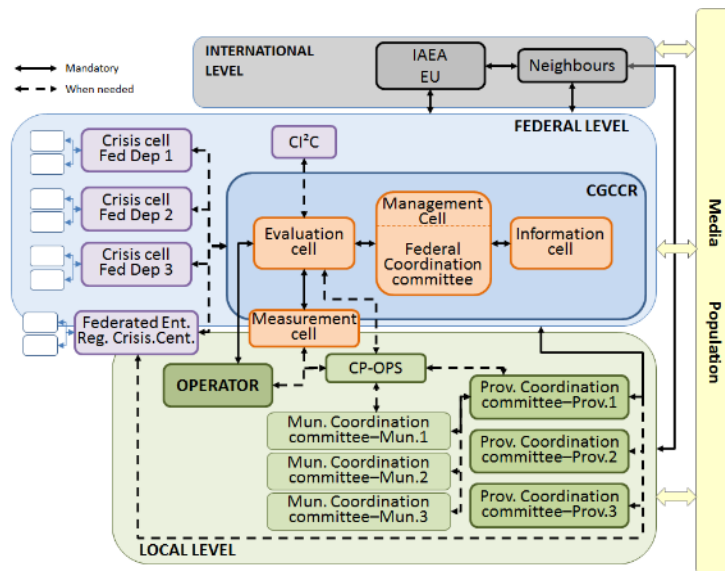 INTERNATIONAL
LEVEL
IAEA
EU
Neighbours
Mandatory
When needed
FEDERAL LEVEL
Crisis cell
Fed Dep 1
CI²C
CGCCR
Crisis cell
Fed Dep 2
Evaluation
cell
Management
Cell
Federal
Coordination
committee
Information
cell
Crisis cell
Fed Dep 3
Federated Ent.
Reg. Crisis.Cent.
Measurement
cell
OPERATOR
CP-OPS
Prov. Coordination
committee–Prov.1
Mun. Coordination
committee–Mun.1
Prov. Coordination
committee–Prov.2
Mun. Coordination
committee–Mun.2
Prov. Coordination
committee–Prov.3
Mun. Coordination
committee–Mun.3
LOCAL LEVEL
Media
Population